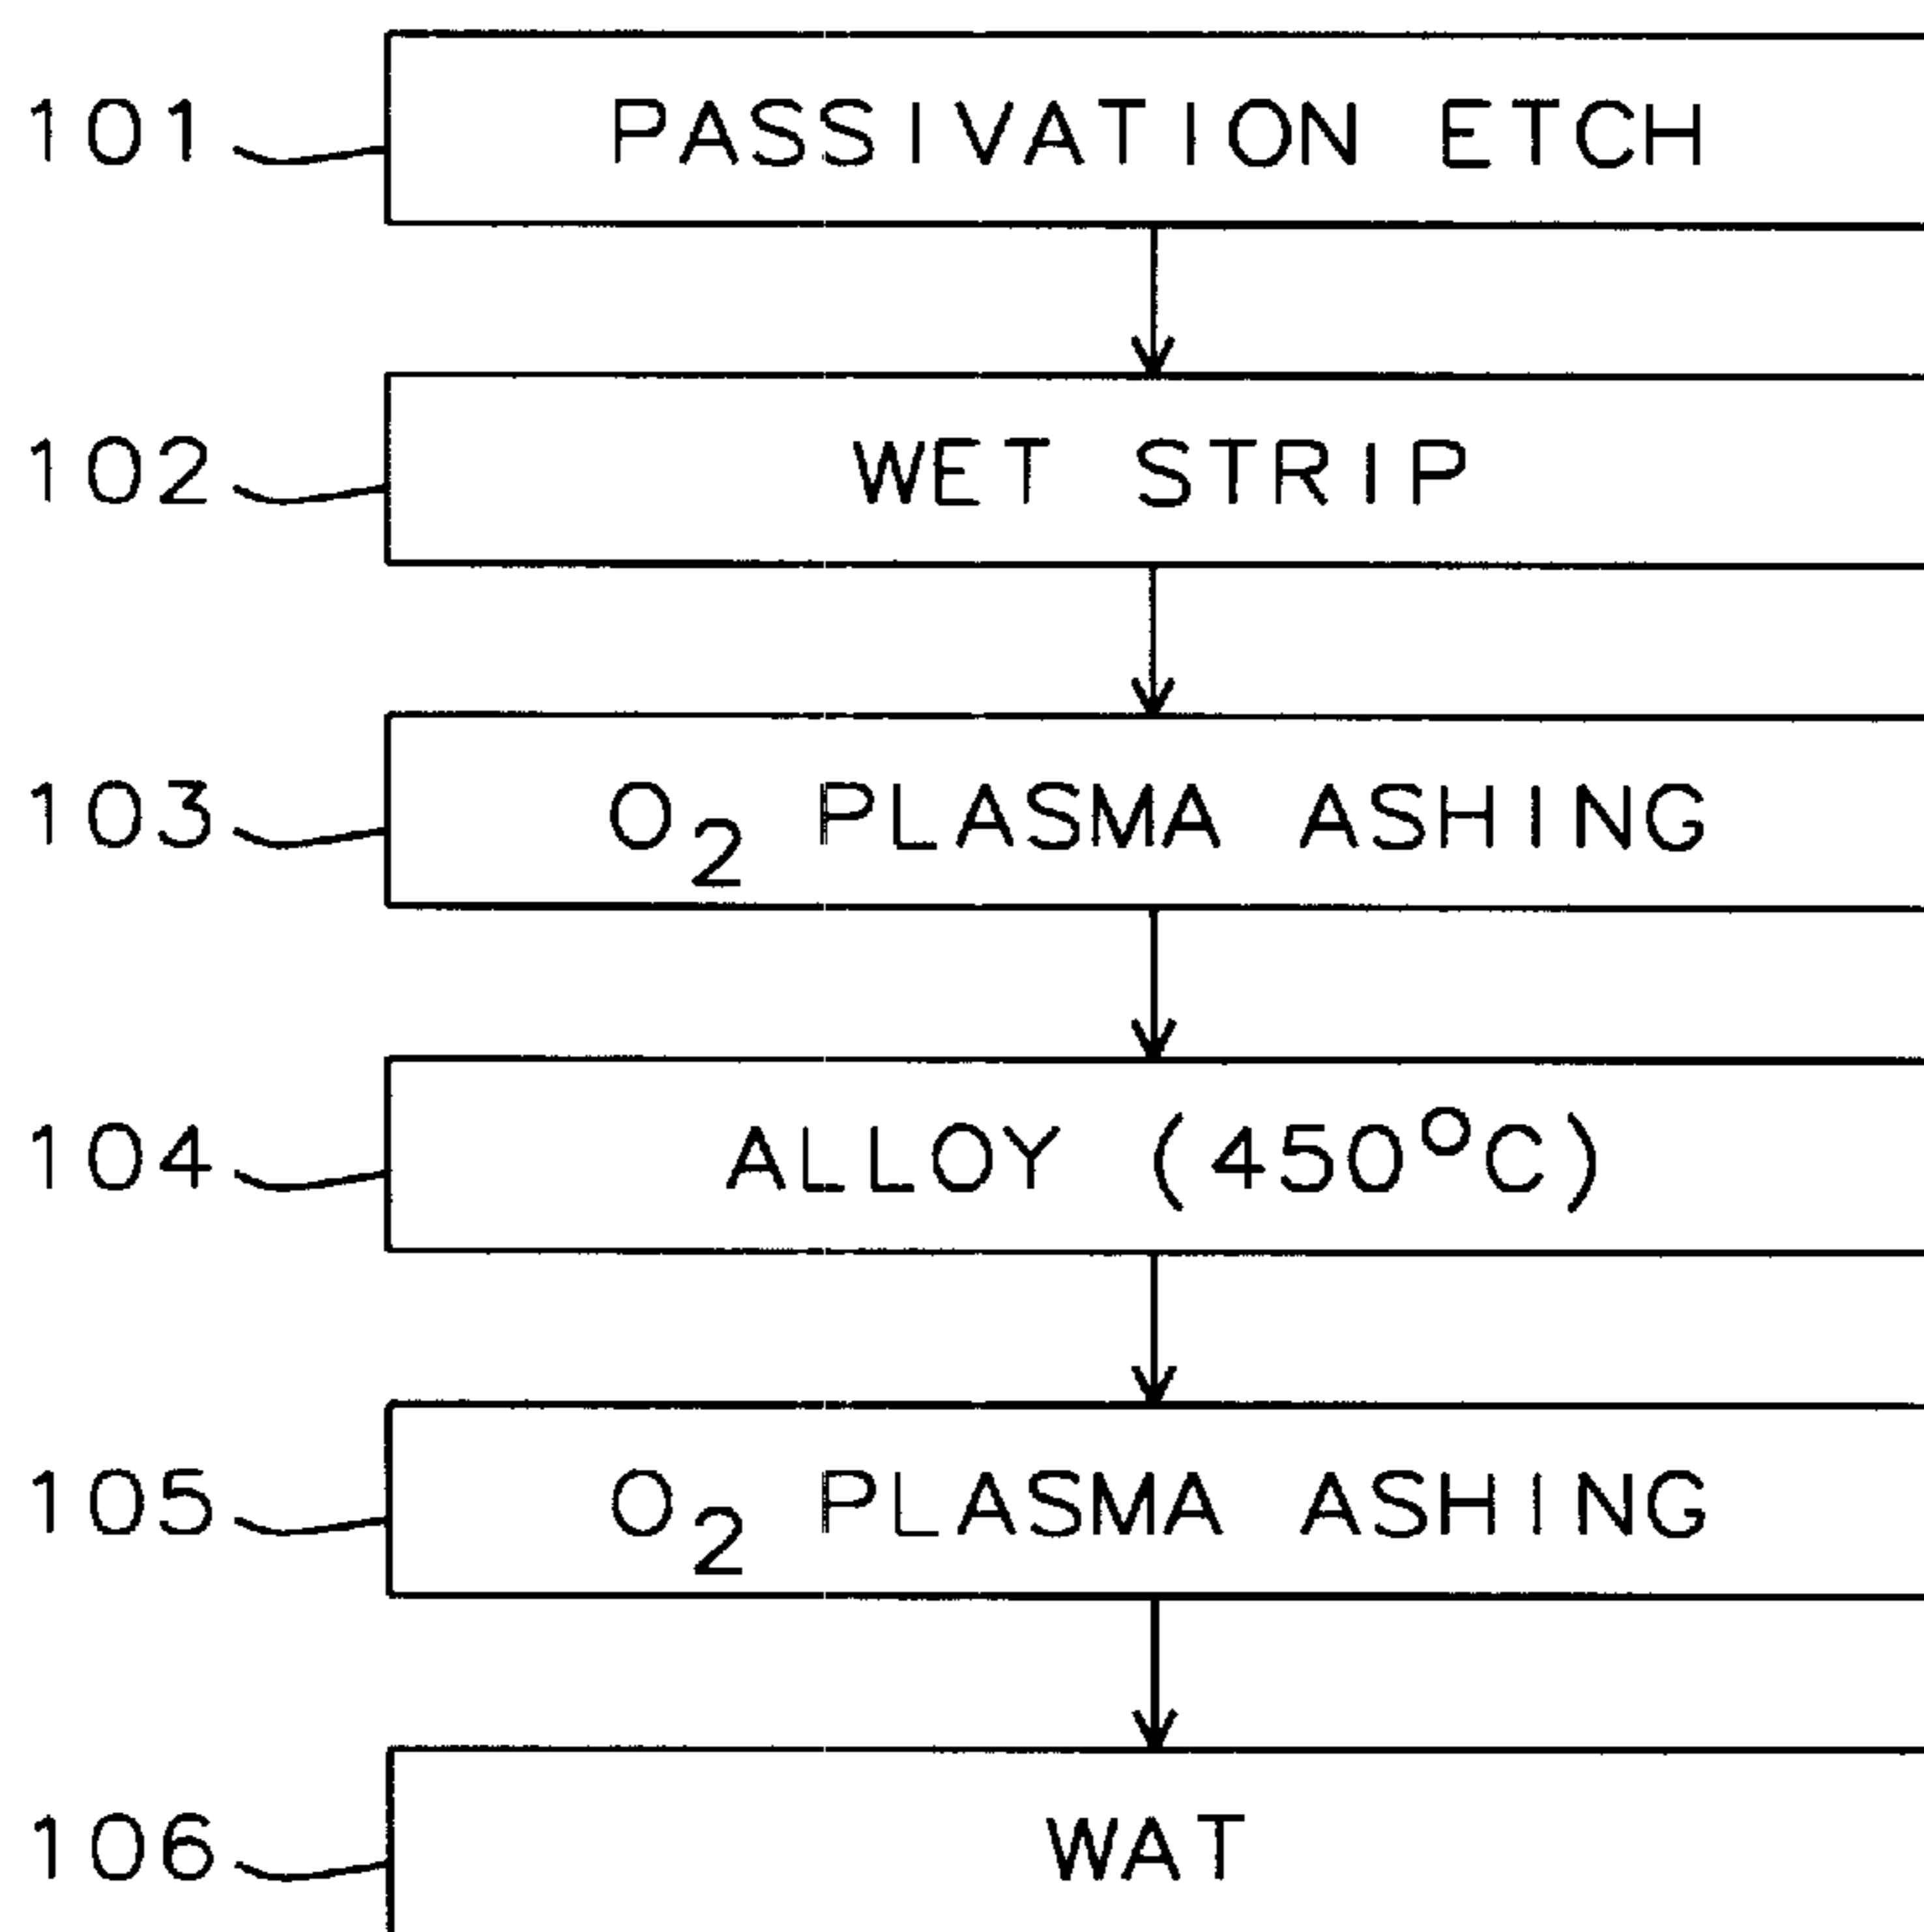 101 PASSIVATION ETCH
102 WET STRIP
103 O2 PLASMA ASHING
104 ALLOY (450°C)
105 O2 PLASMA ASHING
106 WAT